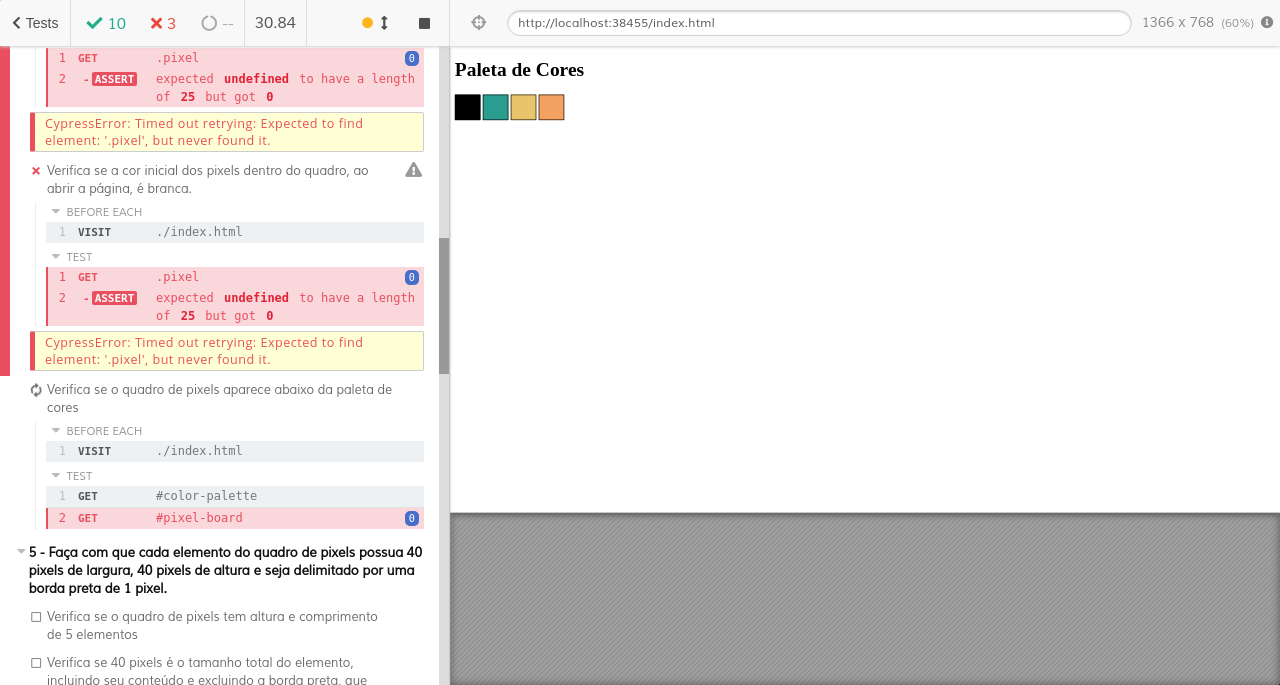 Tests 10 3 -- 30.84
http://localhost:38455/index.html 1366 x 768 (60%)
1 GET .pixel 0
2 - ASSERT expected undefined to have a length
of 25 but got 0
CypressError: Timed out retrying: Expected to find
element: '.pixel', but never found it.
Verifica se a cor inicial dos pixels dentro do quadro, ao
abrir a página, é branca.
BEFORE EACH
1 VISIT ./index.html
TEST
1 GET .pixel 0
2 - ASSERT expected undefined to have a length
of 25 but got 0
CypressError: Timed out retrying: Expected to find
element: '.pixel', but never found it.
Verifica se o quadro de pixels aparece abaixo da paleta de
cores
BEFORE EACH
1 VISIT ./index.html
TEST
1 GET #color-palette
2 GET #pixel-board 0
5 - Faça com que cada elemento do quadro de pixels possua 40
pixels de largura, 40 pixels de altura e seja delimitado por uma
borda preta de 1 pixel.
Verifica se o quadro de pixels tem altura e comprimento
de 5 elementos
Verifica se 40 pixels é o tamanho total do elemento,
incluindo seu conteúdo e excluindo a borda preta, que
Paleta de Cores